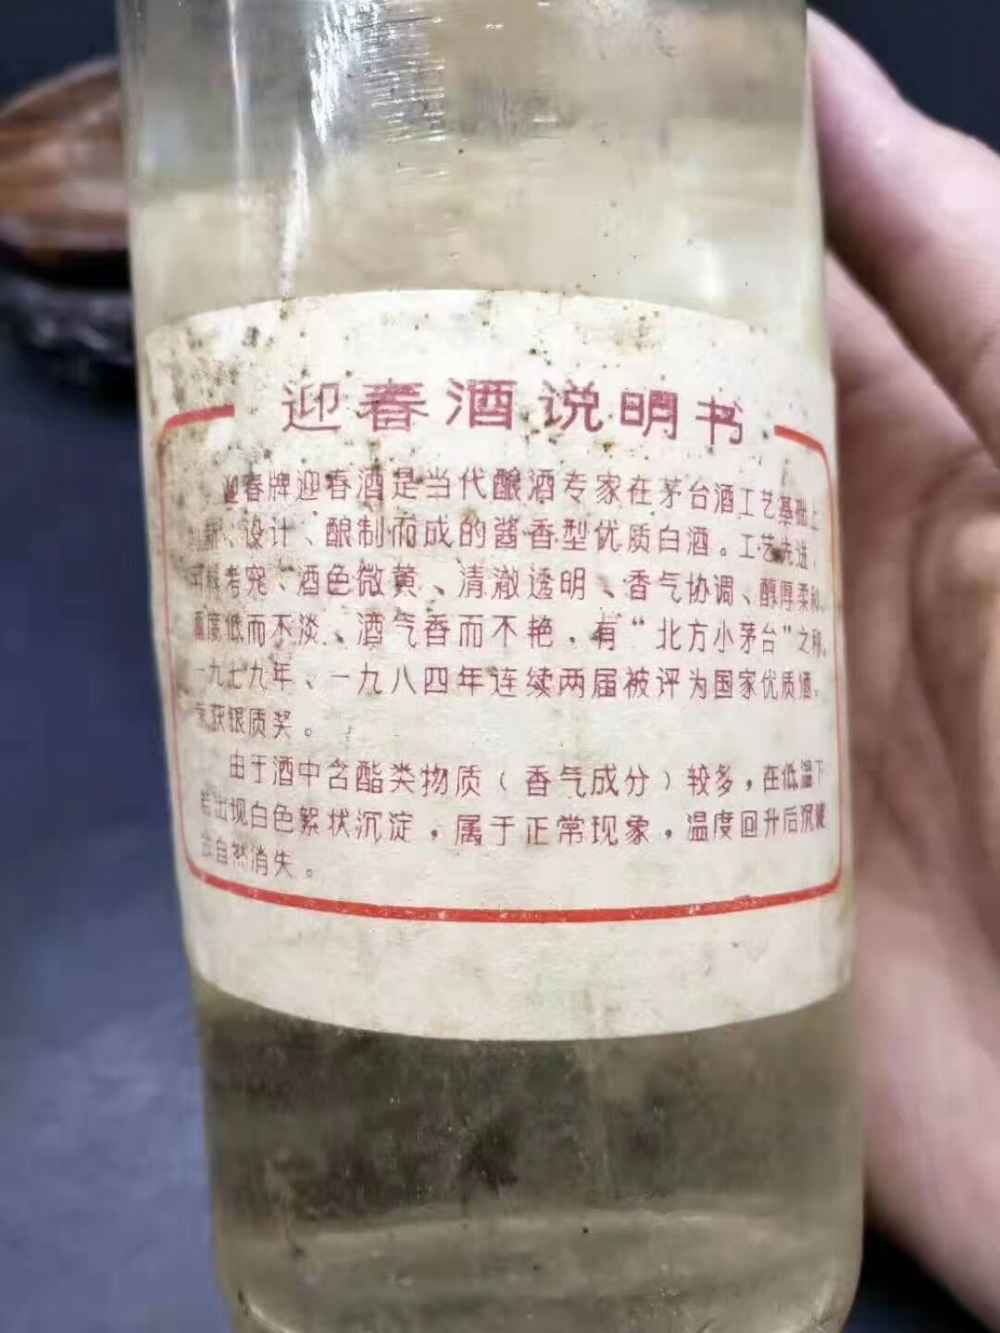 迎春酒说明书
迎春牌迎春酒是当代酿酒专家在茅台酒工艺基础上
新、设计、酿制而成的酱香型优质白酒。工艺先进，
考究、酒色微黄、清澈透明、香气协调、醇厚柔和、
度低而不淡、酒气香而不艳，有“北方小茅台”之称。
一九七九年、一九八四年连续两届被评为国家优质酒。
获银质奖。
由于酒中含酯类物质（香气成分）较多，在低温下
出现白色絮状沉淀，属于正常现象，温度回升后沉淀
自然消失。